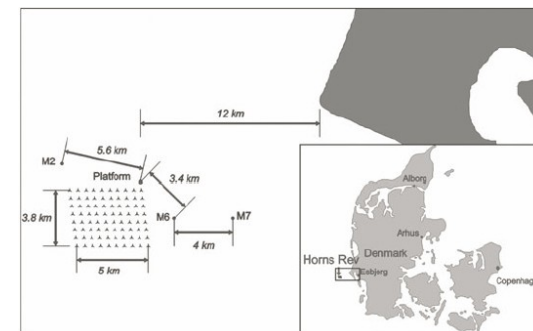 12 km
5.6 km
M2
Platform
3.4 km
3.8 km
M6
M7
4 km
5 km
Alborg
Arhus
Denmark
Horns Rev
Esbjerg
Copenhag